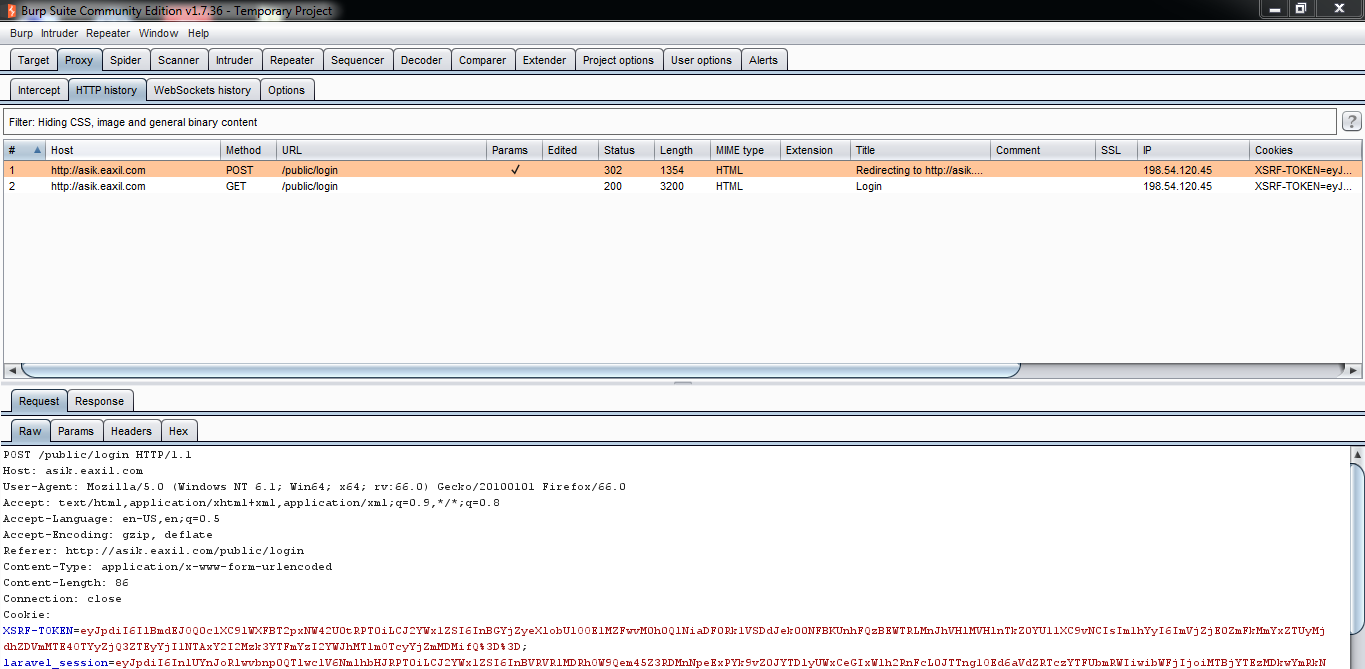 Burp Suite Community Edition v1.7.36 - Temporary Project
Burp Intruder Repeater Window Help
Target Proxy Spider Scanner Intruder Repeater Sequencer Decoder Comparer Extender Project options User options Alerts
Intercept HTTP history WebSockets history Options
Filter: Hiding CSS, image and general binary content ?
# Host Method URL Params Edited Status Length MIME type Extension Title Comment SSL IP Cookies
1 http://asik.eaxil.com POST /public/login ✓ 302 1354 HTML Redirecting to http://asik.... 198.54.120.45 XSRF-TOKEN=eyJ...
2 http://asik.eaxil.com GET /public/login 200 3200 HTML Login 198.54.120.45 XSRF-TOKEN=eyJ...
Request Response
Raw Params Headers Hex
POST /public/login HTTP/1.1
Host: asik.eaxil.com
User-Agent: Mozilla/5.0 (Windows NT 6.1; Win64; x64; rv:66.0) Gecko/20100101 Firefox/66.0
Accept: text/html,application/xhtml+xml,application/xml;q=0.9,*/*;q=0.8
Accept-Language: en-US,en;q=0.5
Accept-Encoding: gzip, deflate
Referer: http://asik.eaxil.com/public/login
Content-Type: application/x-www-form-urlencoded
Content-Length: 86
Connection: close
Cookie: